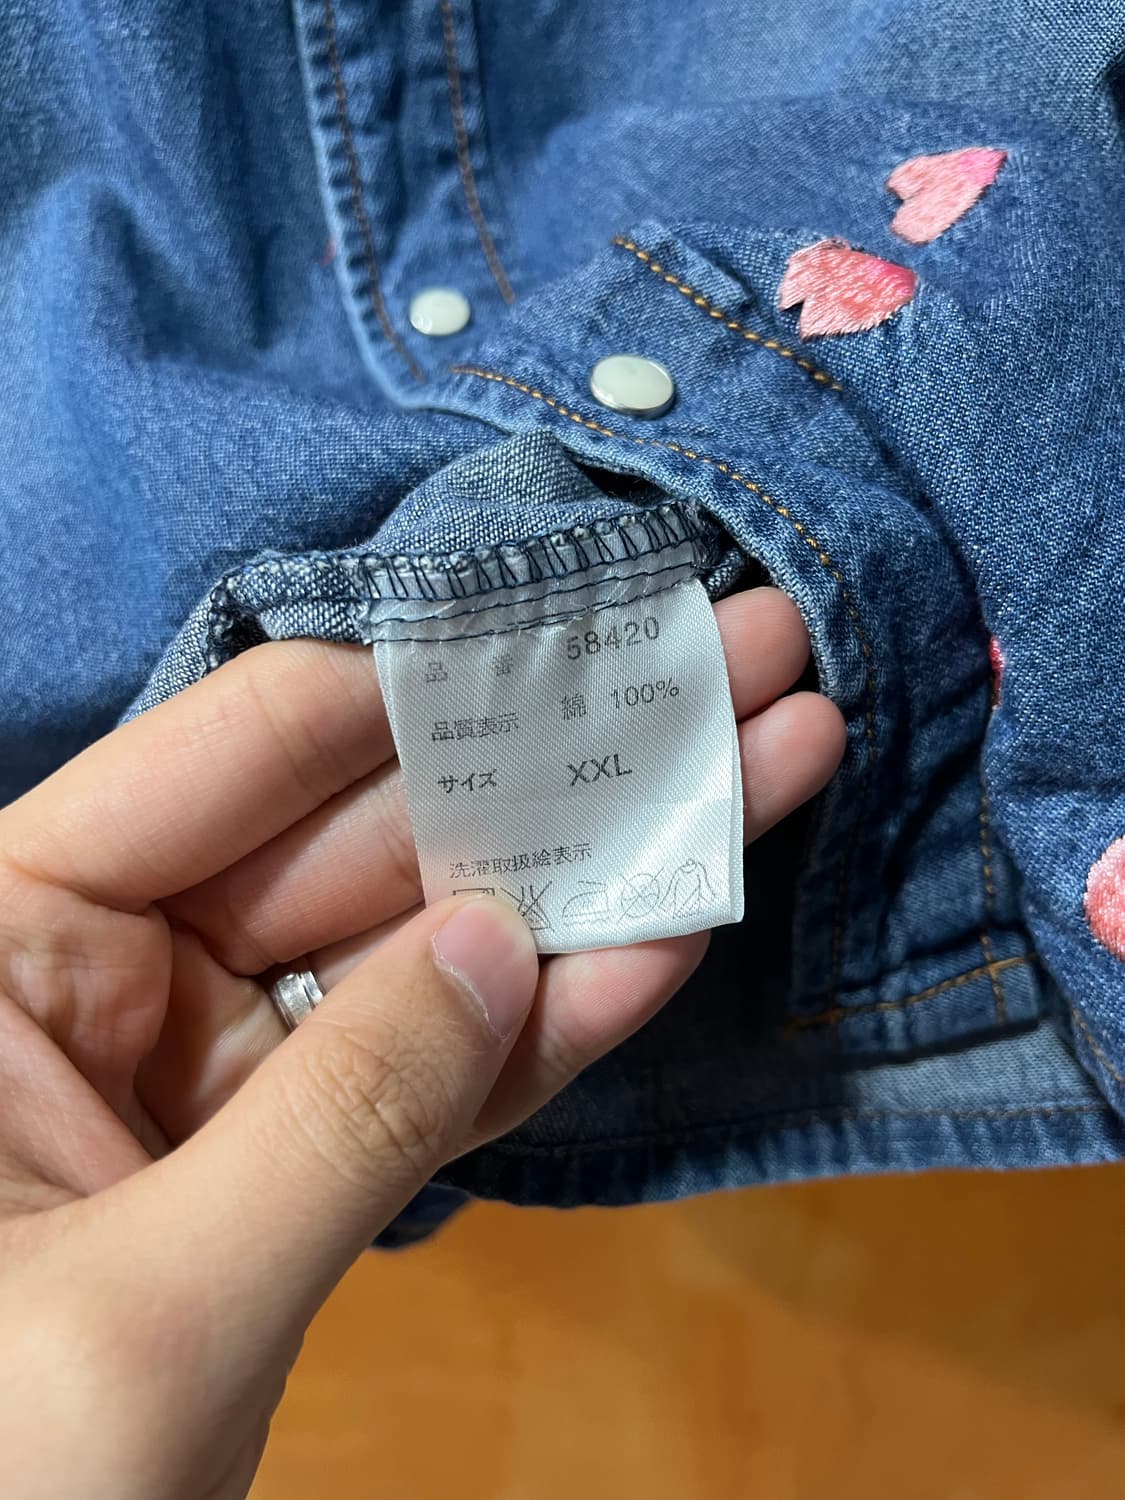 品 番 58420
品質表示 綿 100%
サイズ XXL
洗濯取扱絵表示